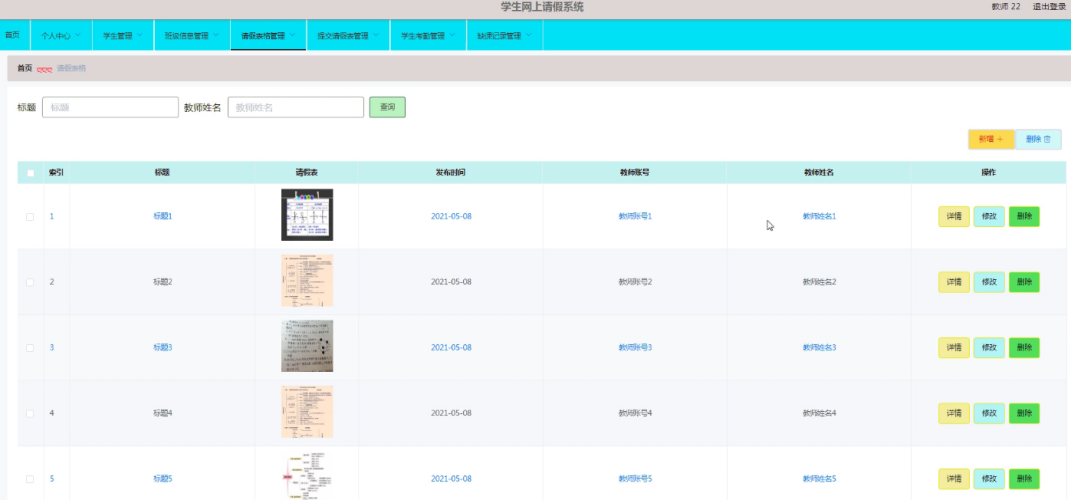 学生网上请假系统
教师 22 退出登录
首页 个人中心 学生管理 班级信息管理 请假表格管理 提交请假表管理 学生考勤管理 缺课记录管理
首页 请假表格
标题 标题 教师姓名 教师姓名 查询
新增 + 删除
索引 标题 请假表 发布时间 教师账号 教师姓名 操作
1 标题1 2021-05-08 教师账号1 教师姓名1 详情 修改 删除
2 标题2 2021-05-08 教师账号2 教师姓名2 详情 修改 删除
3 标题3 2021-05-08 教师账号3 教师姓名3 详情 修改 删除
4 标题4 2021-05-08 教师账号4 教师姓名4 详情 修改 删除
5 标题5 2021-05-08 教师账号5 教师姓名5 详情 修改 删除